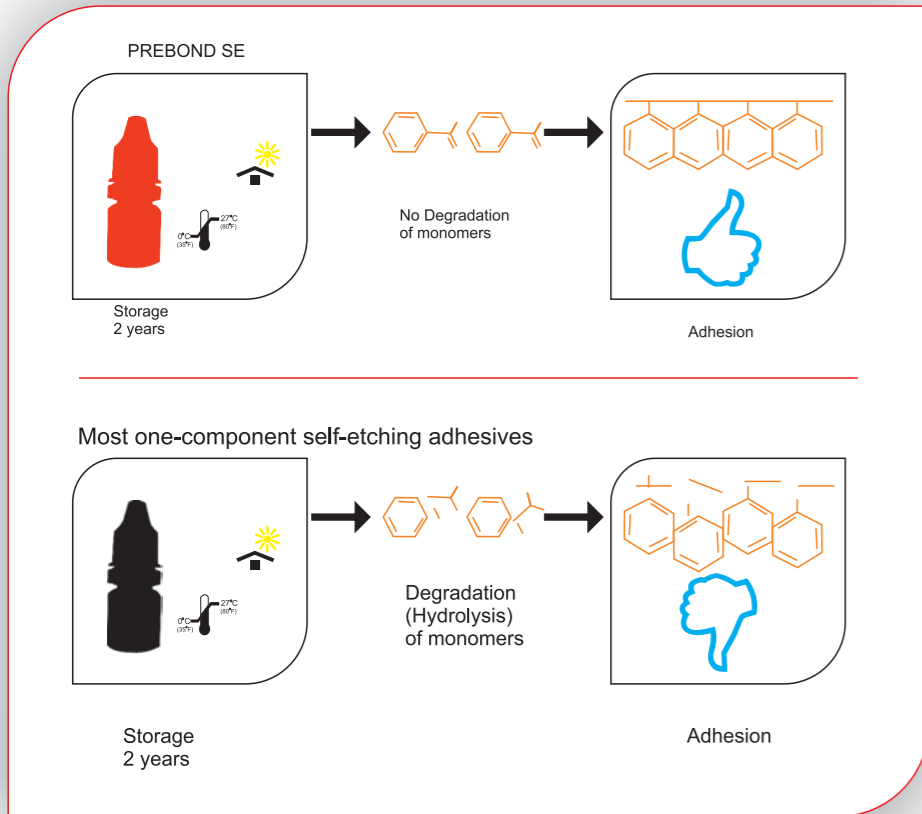 PREBOND SE
27°C
(80°F)
0°C
(35°F)
No Degradation
of monomers
Storage
2 years
Adhesion
Most one-component self-etching adhesives
27°C
(80°F)
0°C
(35°F)
Degradation
(Hydrolysis)
of monomers
Storage
2 years
Adhesion